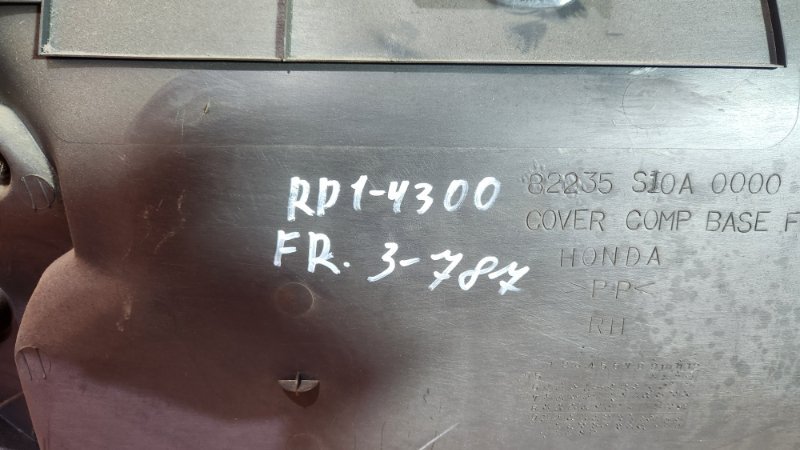 RD1-4300
FR. 3-787
82235 S10A 0000
COVER COMP BASE F
HONDA
>PP<
RH